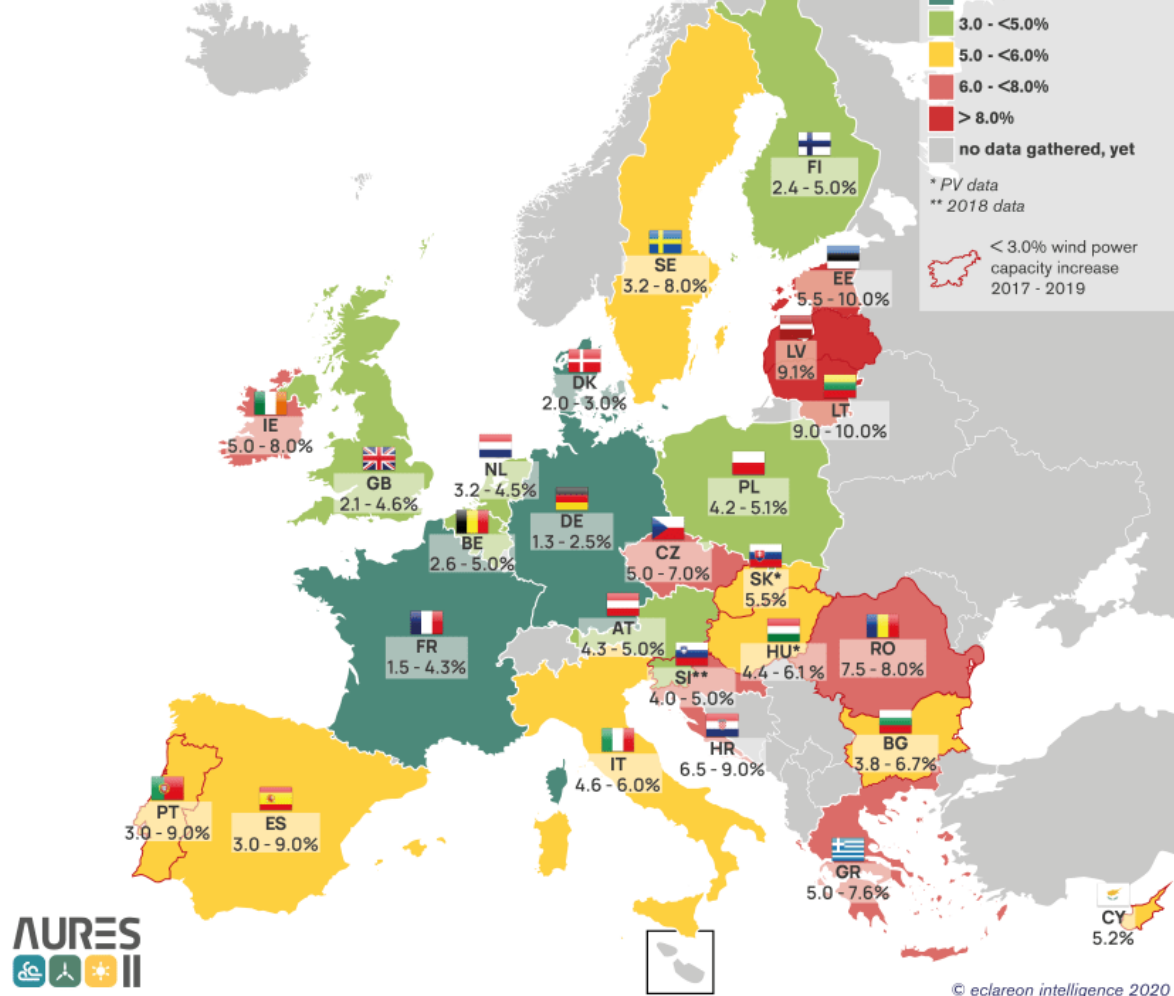 3.0 - <5.0%
5.0 - <6.0%
6.0 - <8.0%
> 8.0%
no data gathered, yet
* PV data
** 2018 data
< 3.0% wind power
capacity increase
2017 - 2019
FI
2.4 - 5.0%
SE
3.2 - 8.0%
EE
5.5 - 10.0%
LV
9.1%
LT
9.0 - 10.0%
DK
2.0 - 3.0%
IE
5.0 - 8.0%
GB
2.1 - 4.6%
NL
3.2 - 4.5%
BE
2.6 - 5.0%
DE
1.3 - 2.5%
PL
4.2 - 5.1%
CZ
5.0 - 7.0%
SK*
5.5%
AT
4.3 - 5.0%
HU*
4.4 - 6.1 %
RO
7.5 - 8.0%
FR
1.5 - 4.3%
SI**
4.0 - 5.0%
HR
6.5 - 9.0%
BG
3.8 - 6.7%
IT
4.6 - 6.0%
PT
3.0 - 9.0%
ES
3.0 - 9.0%
GR
5.0 - 7.6%
CY
5.2%
AURES
II
© eclareon intelligence 2020